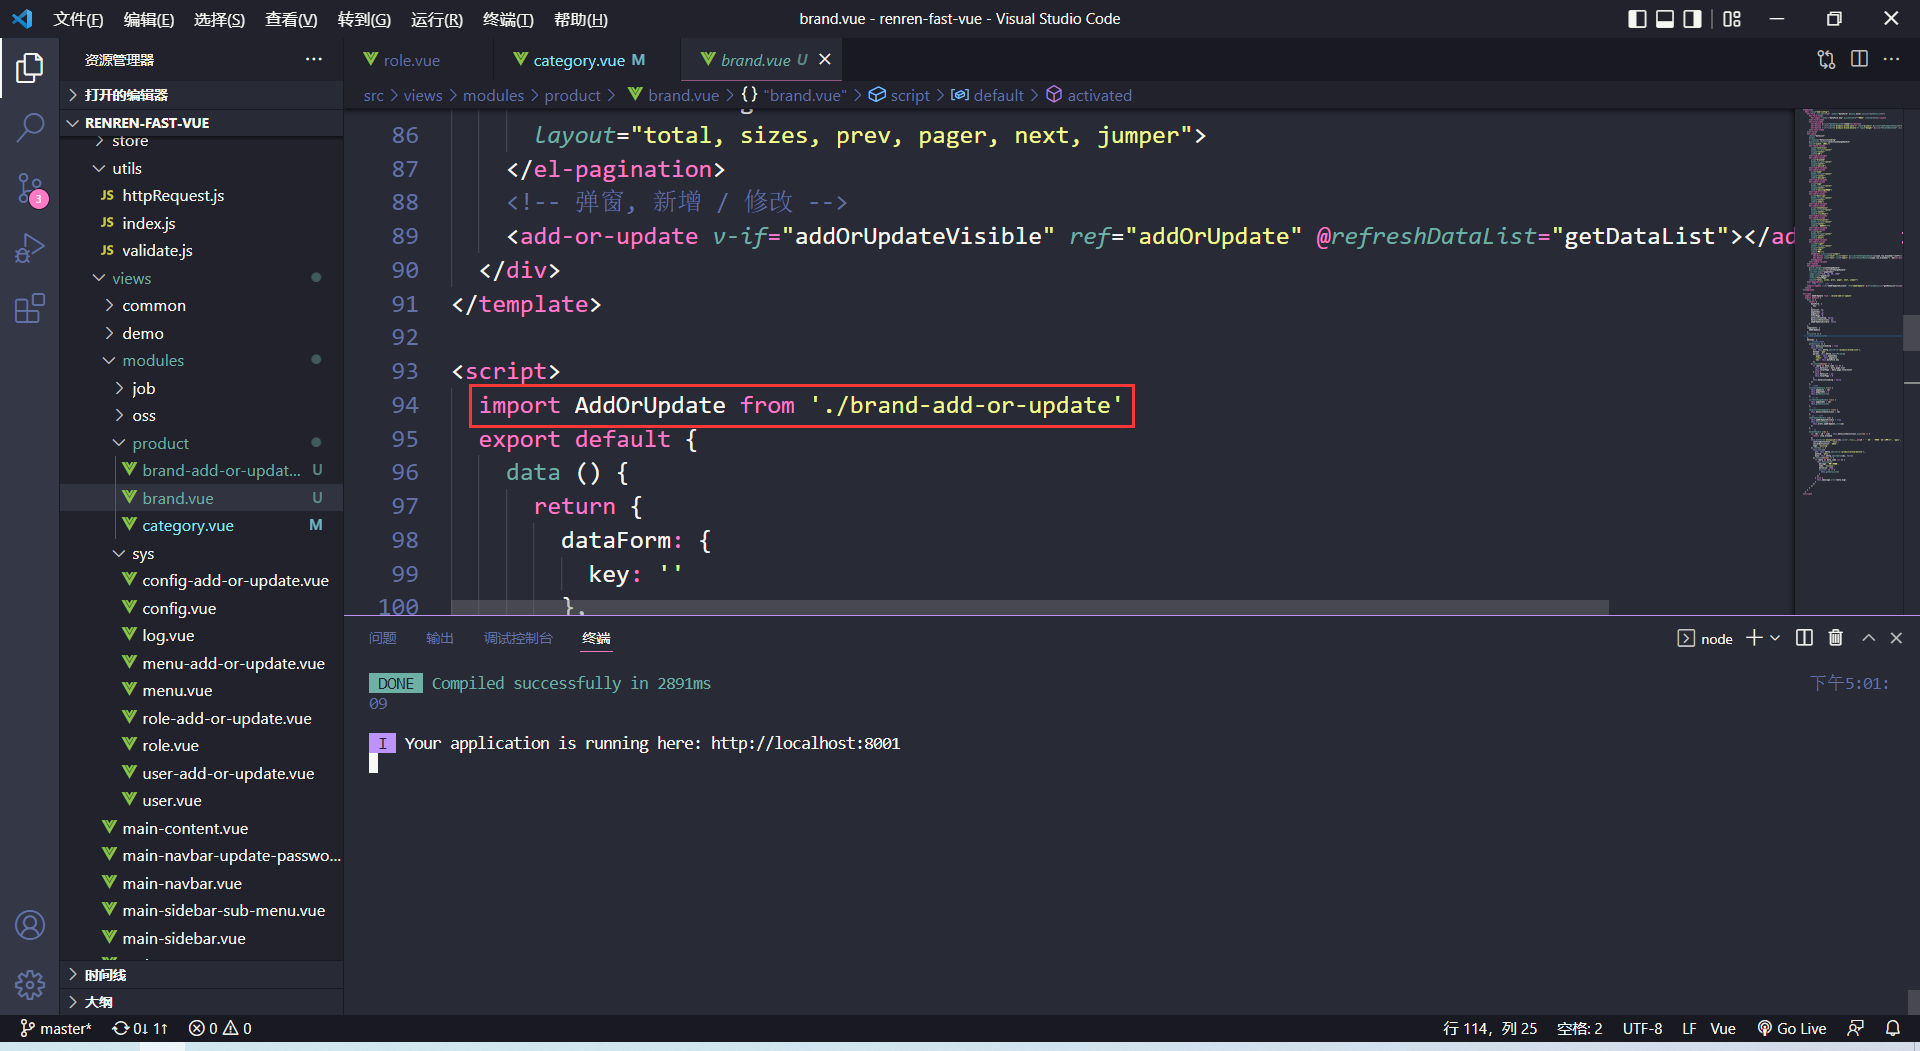 文件(F) 编辑(E) 选择(S) 查看(V) 转到(G) 运行(R) 终端(T) 帮助(H)
brand.vue - renren-fast-vue - Visual Studio Code
资源管理器
打开的编辑器
RENREN-FAST-VUE
store
utils
JS httpRequest.js
JS index.js
JS validate.js
views
common
demo
modules
job
oss
product
brand-add-or-updat... U
brand.vue U
category.vue M
sys
config-add-or-update.vue
config.vue
log.vue
menu-add-or-update.vue
menu.vue
role-add-or-update.vue
role.vue
user-add-or-update.vue
user.vue
main-content.vue
main-navbar-update-passwo...
main-navbar.vue
main-sidebar-sub-menu.vue
main-sidebar.vue
时间线
大纲
3
role.vue
category.vue M
brand.vue U
src > views > modules > product > brand.vue > {} "brand.vue" > script > default > activated
86 layout="total, sizes, prev, pager, next, jumper">
87 </el-pagination>
88 <!-- 弹窗, 新增 / 修改 -->
89 <add-or-update v-if="addOrUpdateVisible" ref="addOrUpdate" @refreshDataList="getDataList"></ad
90 </div>
91 </template>
92
93 <script>
94 import AddOrUpdate from './brand-add-or-update'
95 export default {
96 data () {
97 return {
98 dataForm: {
99 key: ''
100 },
问题 输出 调试控制台 终端
node
DONE Compiled successfully in 2891ms 下午5:01:
09
I Your application is running here: http://localhost:8001
master* 0↓ 1↑ 0 0
行 114，列 25 空格: 2 UTF-8 LF Vue Go Live